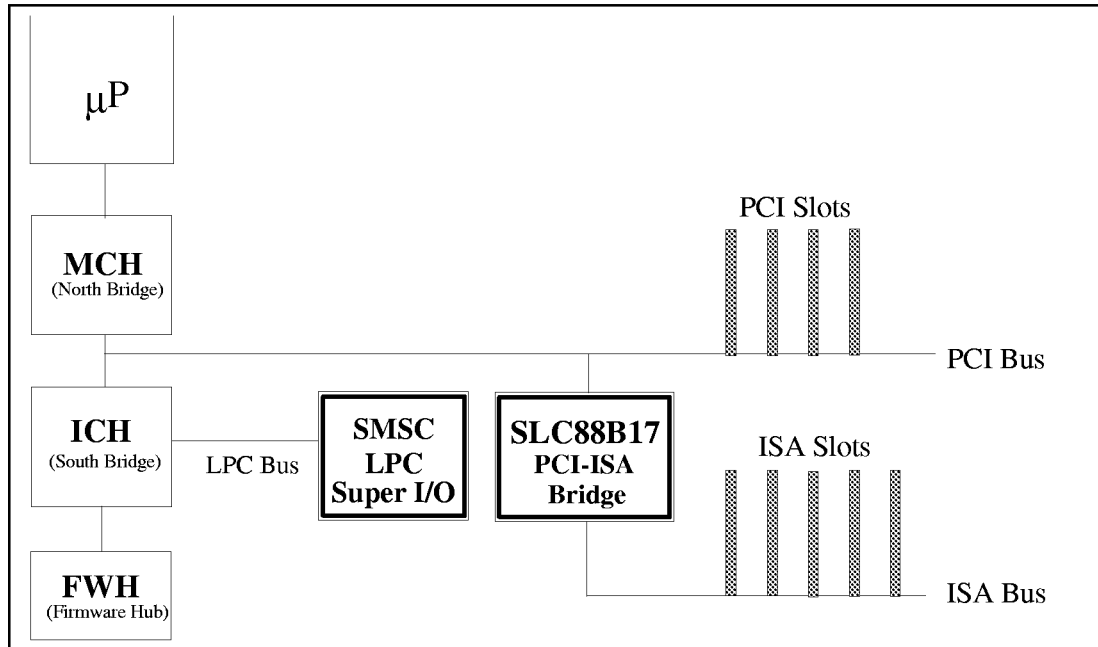 μP
PCI Slots
MCH
(North Bridge)
PCI Bus
ICH
(South Bridge)
LPC Bus
SMSC
LPC
Super I/O
SLC88B17
PCI-ISA
Bridge
ISA Slots
FWH
(Firmware Hub)
ISA Bus